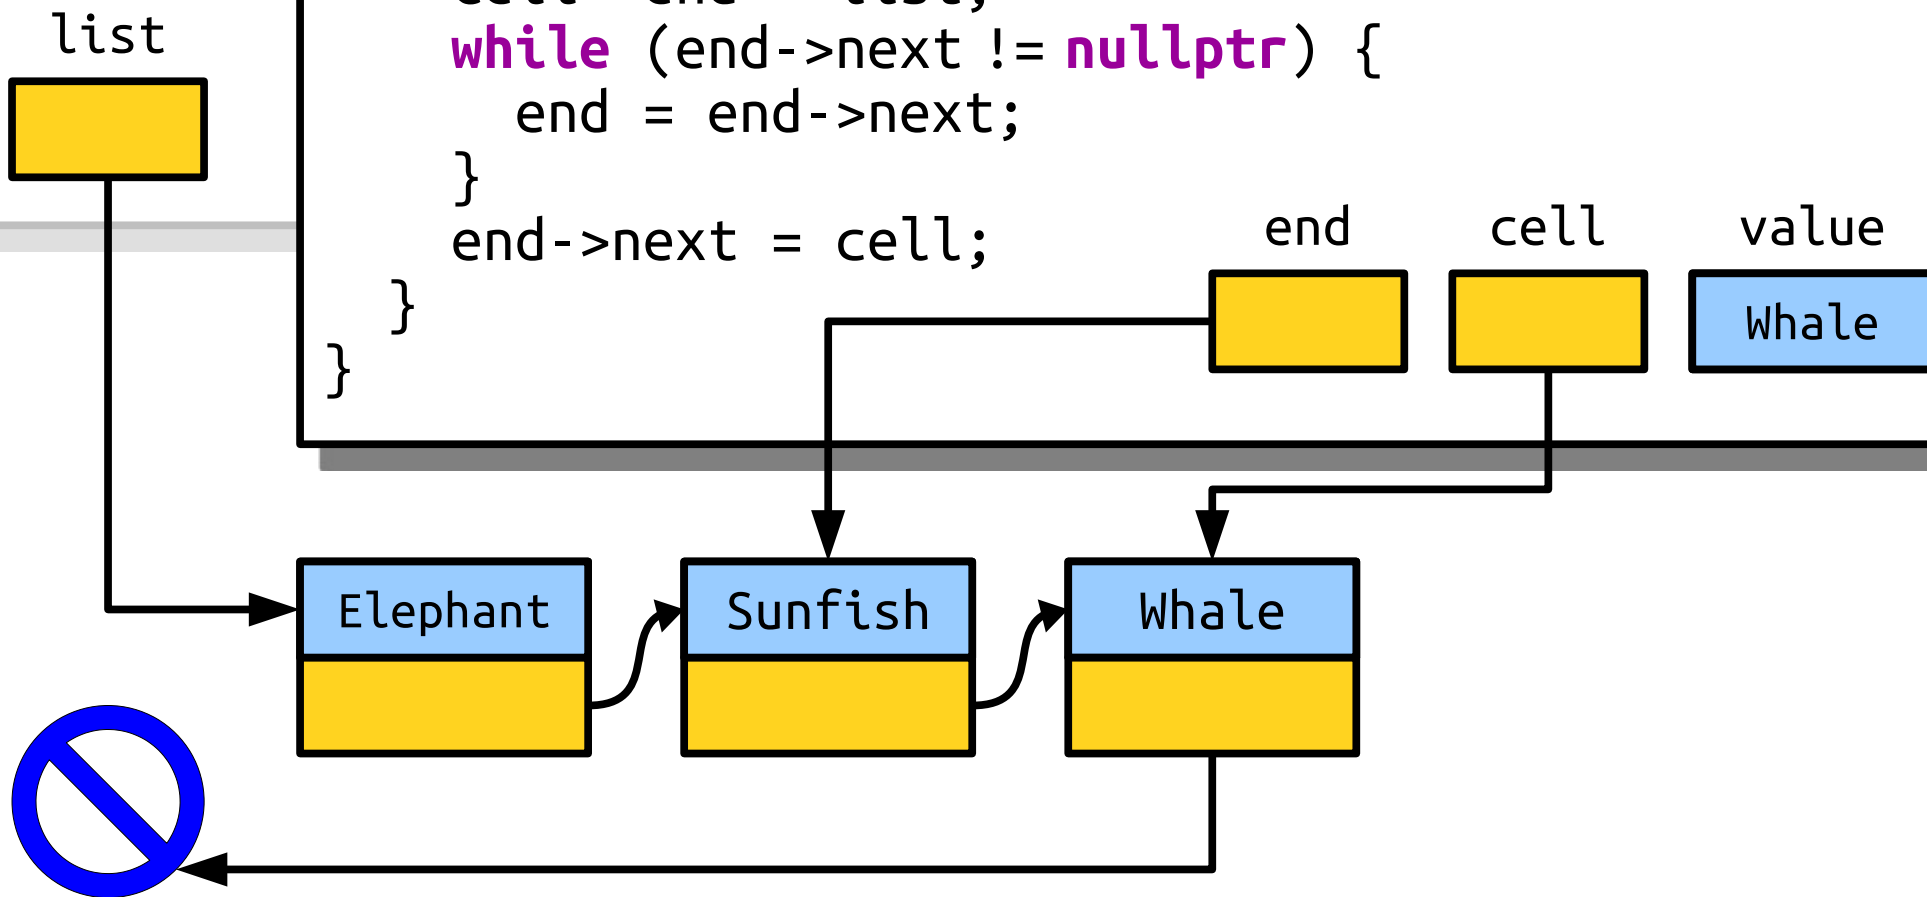 list
while (end->next != nullptr) {
end = end->next;
}
end->next = cell;
}
}
end cell value
Whale
Elephant Sunfish Whale